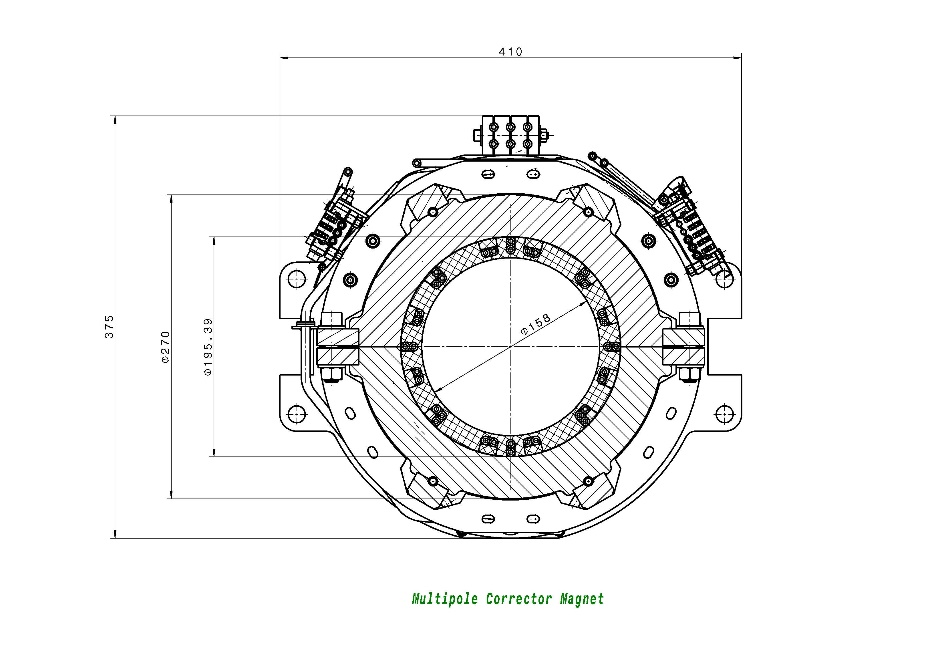 410
375
Φ270
Φ195.39
Φ158
Multipole Corrector Magnet